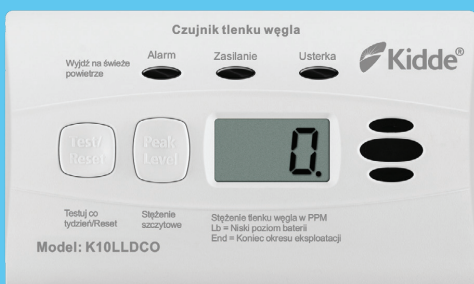 Czujnik tlenku węgla
Wyjdź na świeże
powietrze
Alarm
Zasilanie
Usterka
Kidde®
Test/
Reset
Peak
Level
0.
Testuj co
tydzień/Reset
Stężenie
szczytowe
Stężenie tlenku węgla w PPM
Lb = Niski poziom baterii
End = Koniec okresu eksploatacji
Model: K10LLDCO